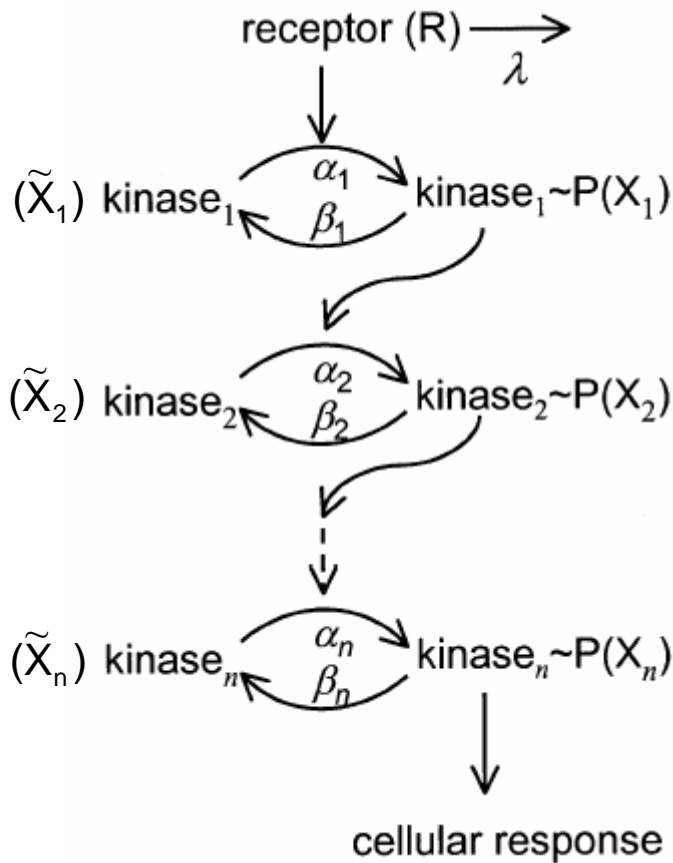 receptor (R)
λ
(X̃₁) kinase₁ α₁ kinase₁~P(X₁)
β₁
(X̃₂) kinase₂ α₂ kinase₂~P(X₂)
β₂
(X̃ₙ) kinaseₙ αₙ kinaseₙ~P(Xₙ)
βₙ
cellular response